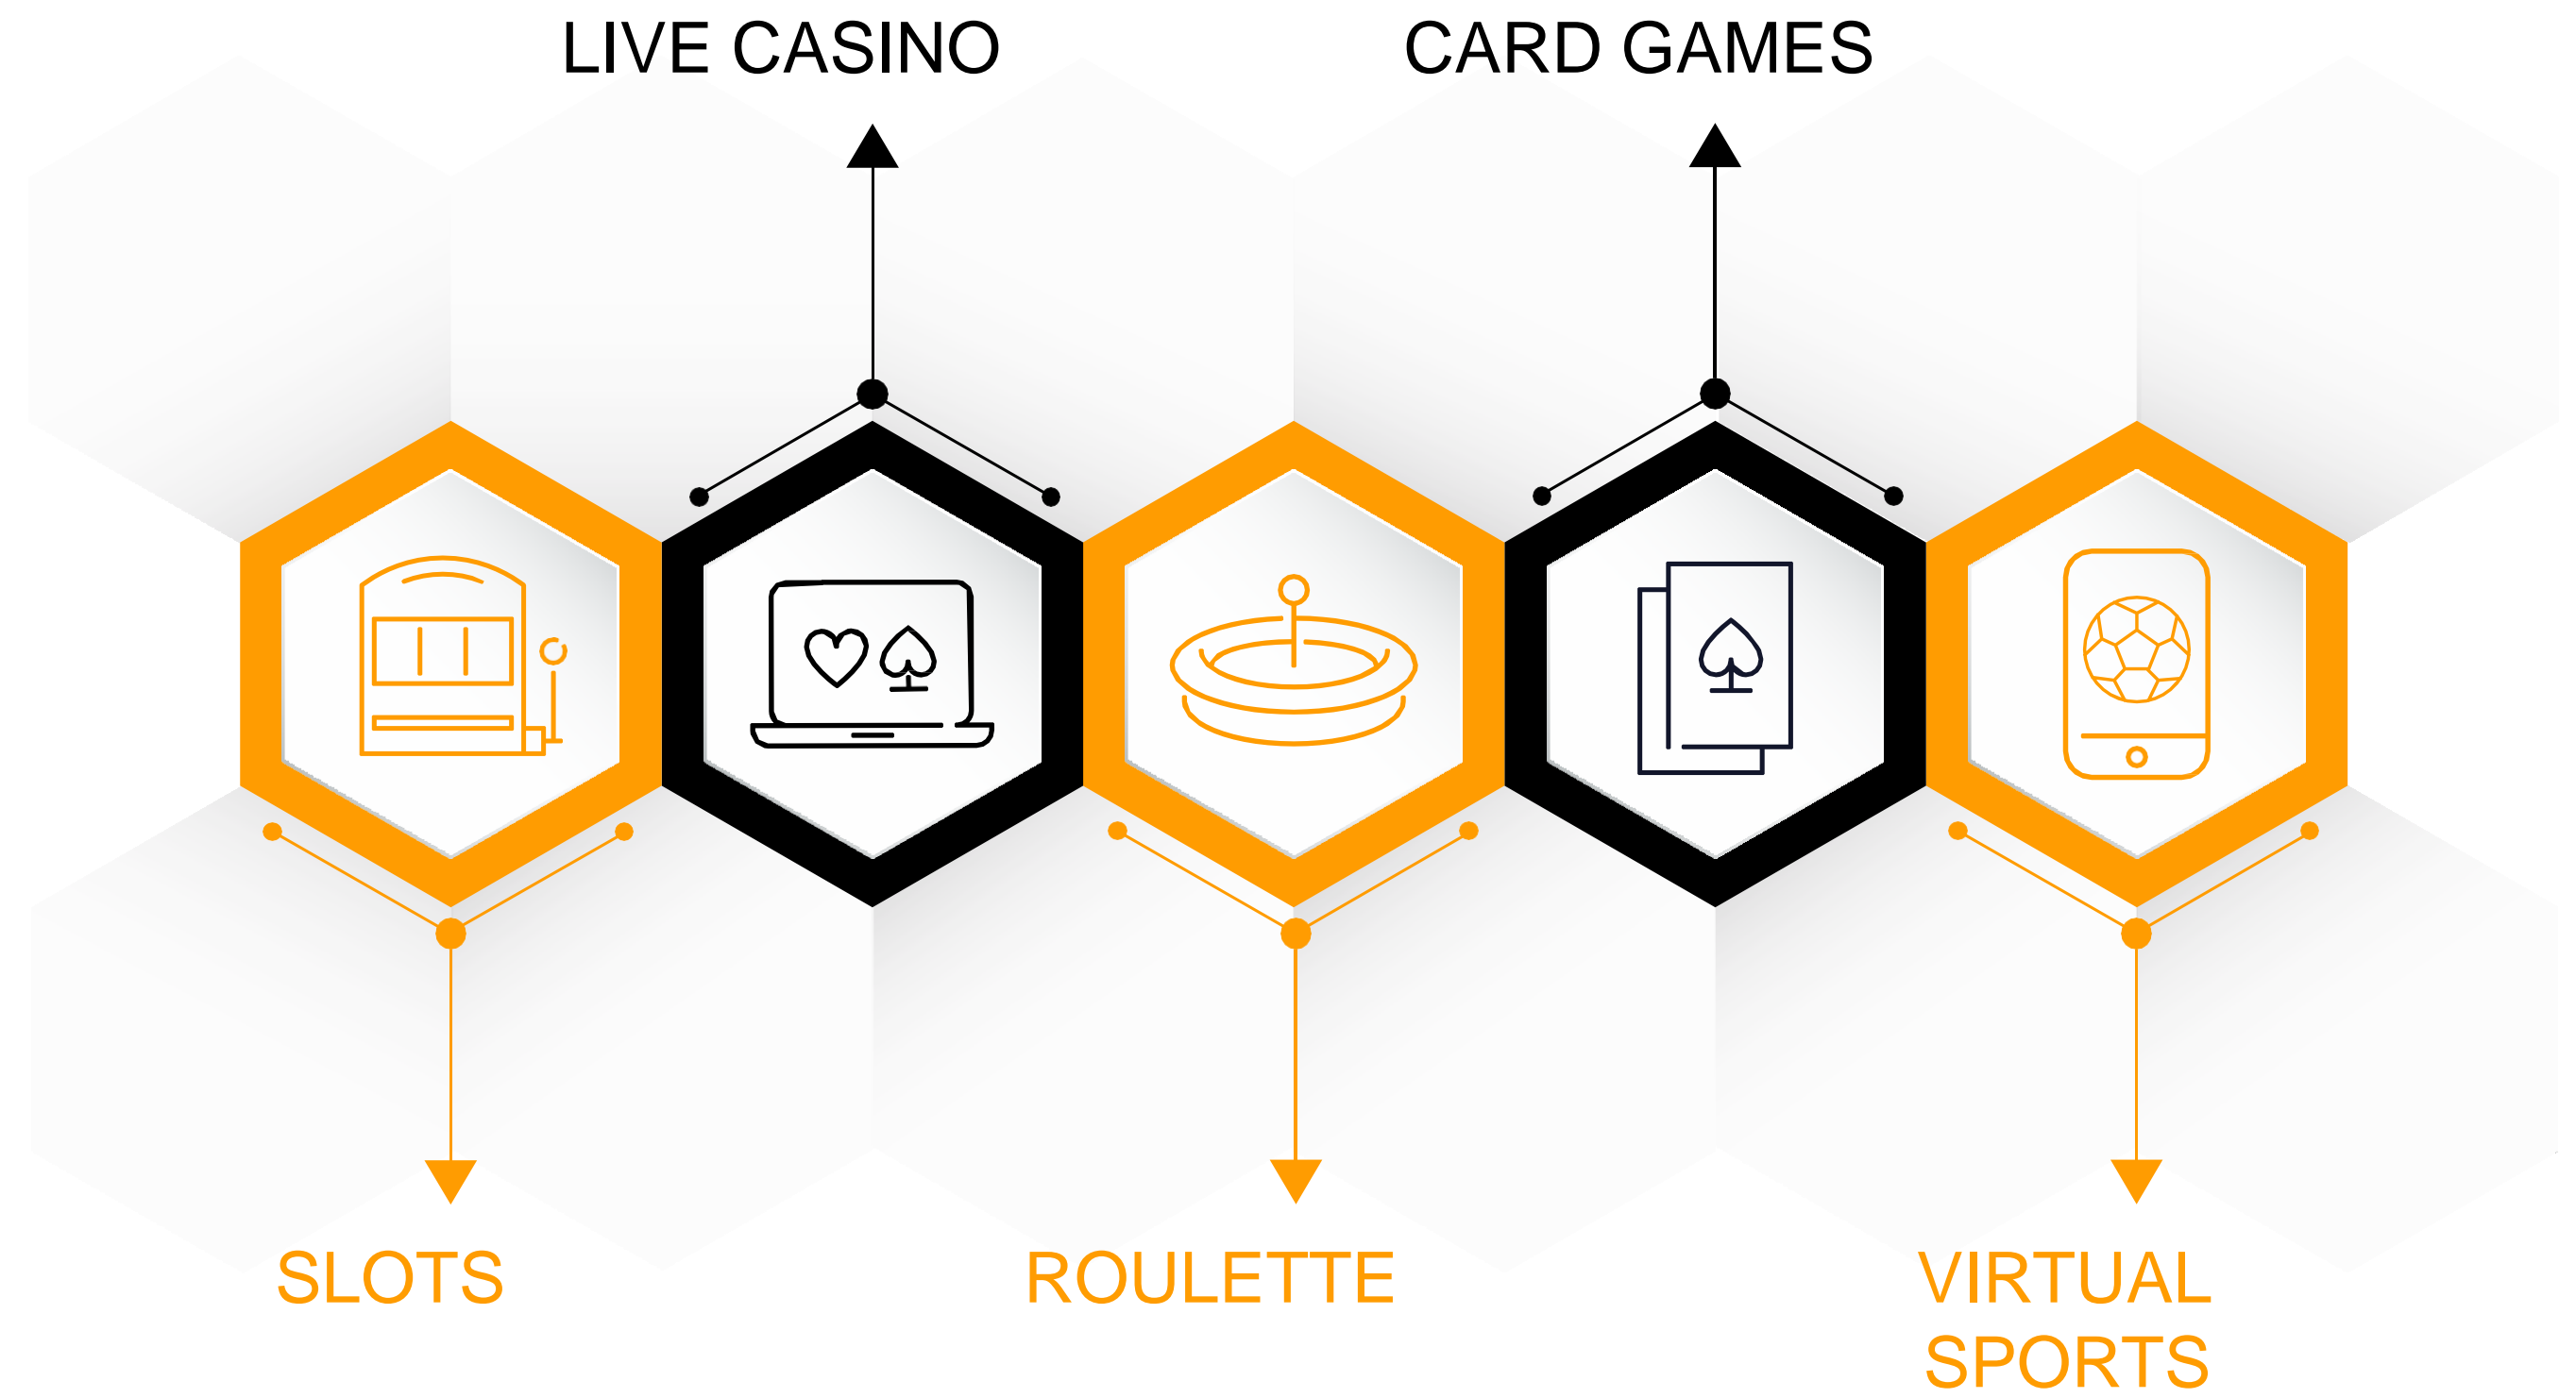 LIVE CASINO
CARD GAMES
SLOTS
ROULETTE
VIRTUAL
SPORTS